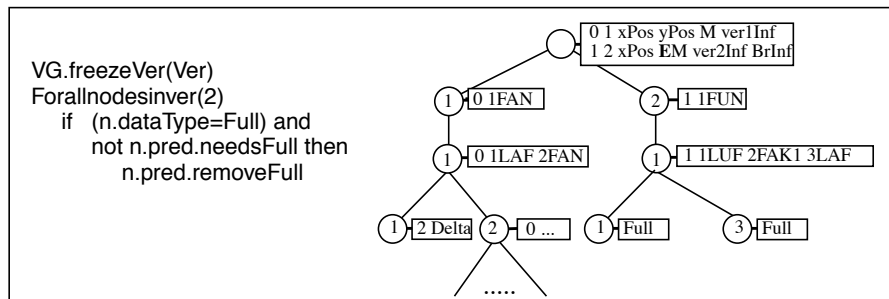 VG.freezeVer(Ver)
Forallnodesinver(2)
if (n.dataType=Full) and
not n.pred.needsFull then
n.pred.removeFull
0 1 xPos yPos M ver1Inf
1 2 xPos EM ver2Inf BrInf
1 0 1FAN
2 1 1FUN
1 0 1LAF 2FAN
1 1 1LUF 2FAK1 3LAF
1 2 Delta
2 0 ...
1 Full
3 Full
.....